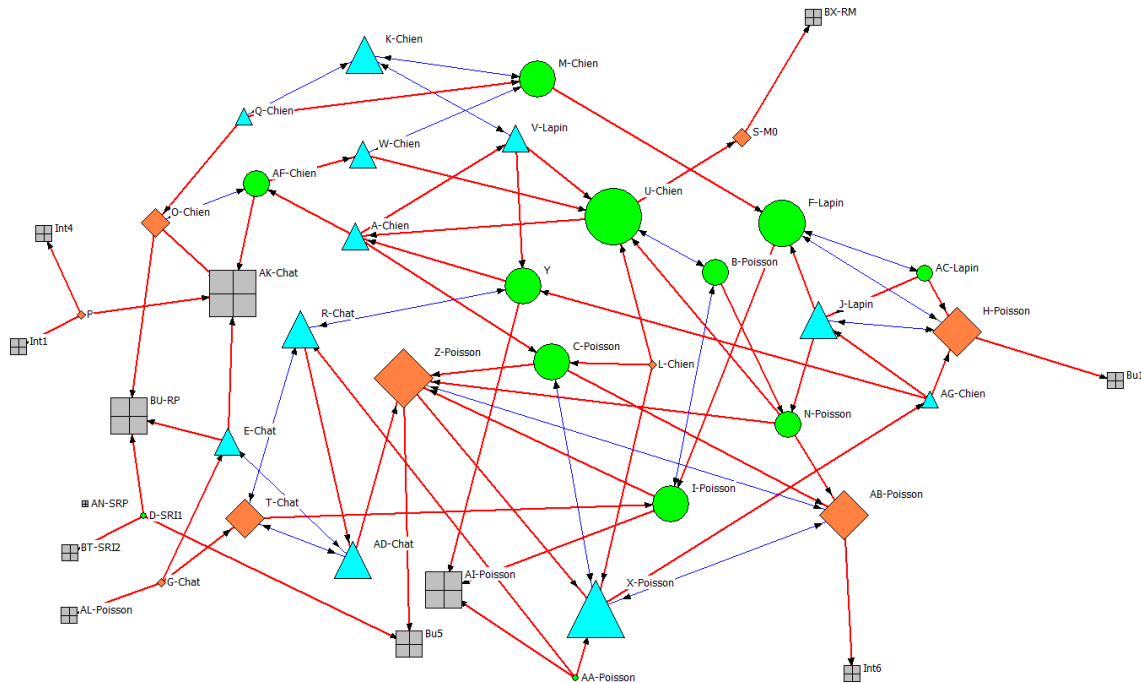 BX-RM
K-Chien
M-Chien
Q-Chien
V-Lapin
S-M0
W-Chien
AF-Chien
U-Chien
F-Lapin
O-Chien
A-Chien
Int4
B-Poisson
AK-Chat
Y
AC-Lapin
J-Lapin
H-Poisson
P
R-Chat
Int1
Z-Poisson
C-Poisson
L-Chien
Bu1
AG-Chien
BU-RP
N-Poisson
E-Chat
I-Poisson
AB-Poisson
AN-SRP
T-Chat
D-SRI1
BT-SRI2
AD-Chat
AI-Poisson
X-Poisson
G-Chat
AL-Poisson
Bu5
Int6
AA-Poisson